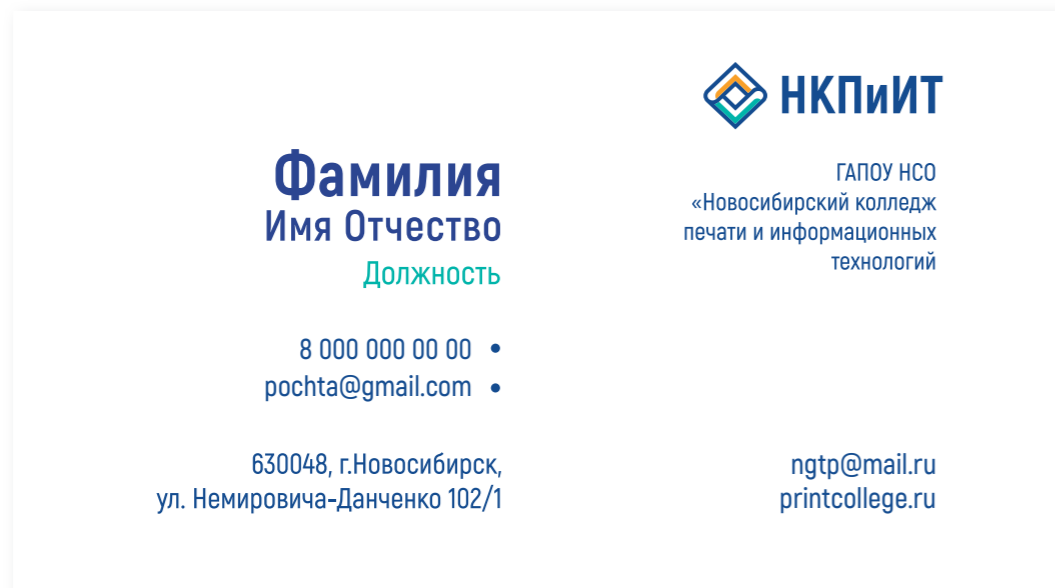 НКПиИТ
ГАПОУ НСО
«Новосибирский колледж
печати и информационных
технологий
Фамилия
Имя Отчество
Должность
8 000 000 00 00 •
pochta@gmail.com •
630048, г.Новосибирск,
ул. Немировича-Данченко 102/1
ngtp@mail.ru
printcollege.ru